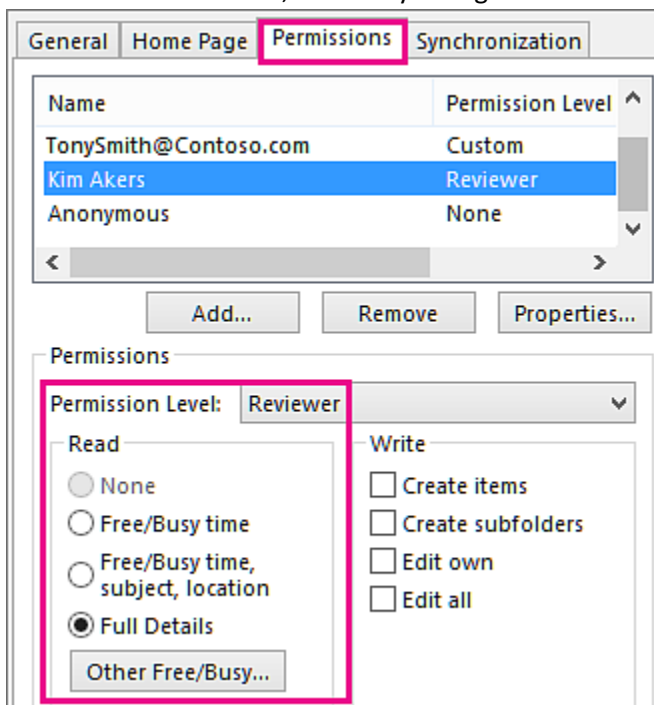 General Home Page Permissions Synchronization
Name Permission Level
TonySmith@Contoso.com Custom
Kim Akers Reviewer
Anonymous None
Add... Remove Properties...
Permissions
Permission Level: Reviewer
Read Write
None Create items
Free/Busy time Create subfolders
Free/Busy time, Edit own
subject, location
Full Details Edit all
Other Free/Busy...